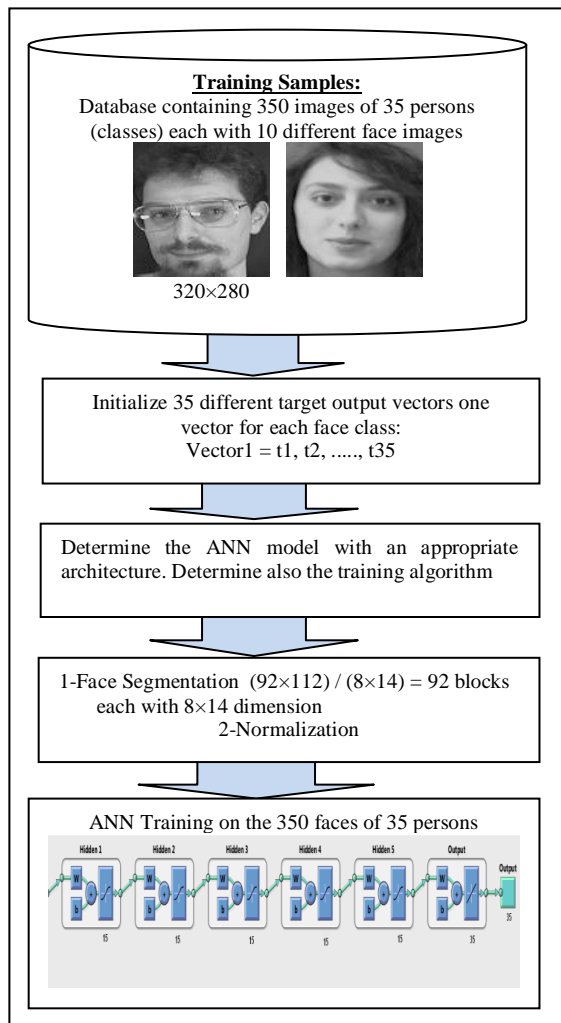 Training Samples:
Database containing 350 images of 35 persons
(classes) each with 10 different face images
320×280
Initialize 35 different target output vectors one
vector for each face class:
Vector1 = t1, t2, ....., t35
Determine the ANN model with an appropriate
architecture. Determine also the training algorithm
1-Face Segmentation (92×112) / (8×14) = 92 blocks
each with 8×14 dimension
2-Normalization
ANN Training on the 350 faces of 35 persons
Hidden 1 Hidden 2 Hidden 3 Hidden 4 Hidden 5 Output
Output
W W W W W W
+ + + + + +
b b b b b b
35
15 15 15 15 15 35